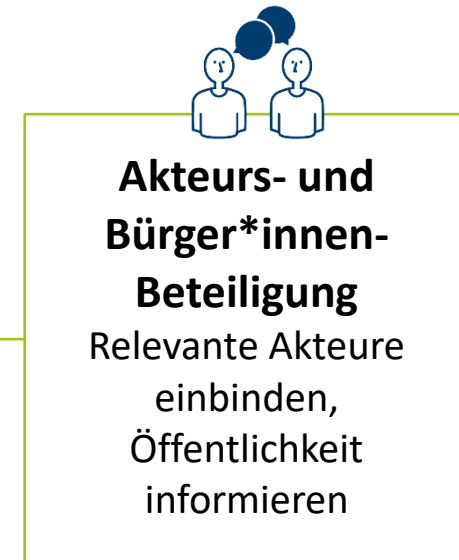 Akteurs- und
Bürger*innen-
Beteiligung
Relevante Akteure
einbinden,
Öffentlichkeit
informieren